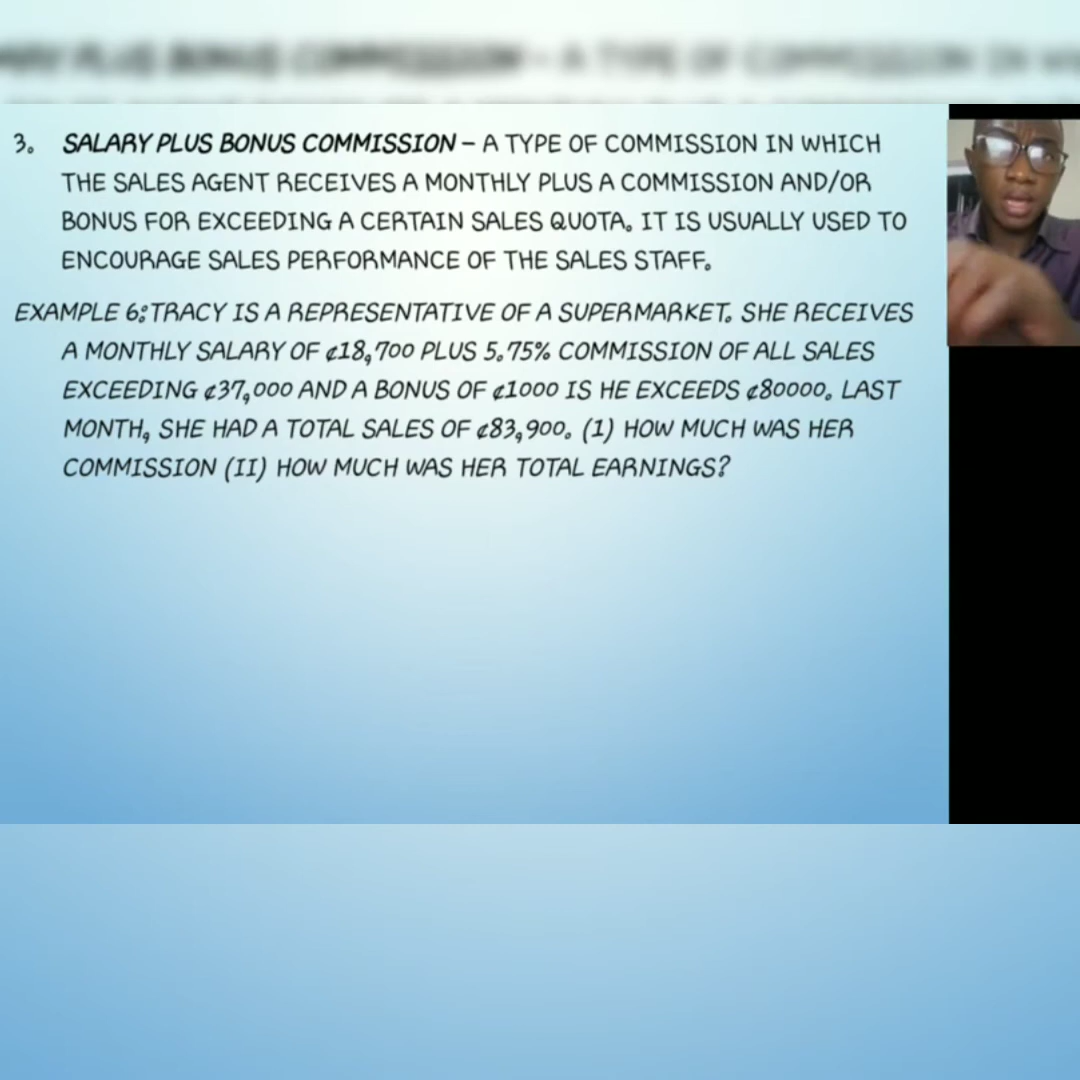 3. SALARY PLUS BONUS COMMISSION – A TYPE OF COMMISSION IN WHICH
THE SALES AGENT RECEIVES A MONTHLY PLUS A COMMISSION AND/OR
BONUS FOR EXCEEDING A CERTAIN SALES QUOTA. IT IS USUALLY USED TO
ENCOURAGE SALES PERFORMANCE OF THE SALES STAFF.
EXAMPLE 6: TRACY IS A REPRESENTATIVE OF A SUPERMARKET. SHE RECEIVES
A MONTHLY SALARY OF ¢18,700 PLUS 5.75% COMMISSION OF ALL SALES
EXCEEDING ¢37,000 AND A BONUS OF ¢1000 IS HE EXCEEDS ¢80000. LAST
MONTH, SHE HAD A TOTAL SALES OF ¢83,900. (1) HOW MUCH WAS HER
COMMISSION (II) HOW MUCH WAS HER TOTAL EARNINGS?